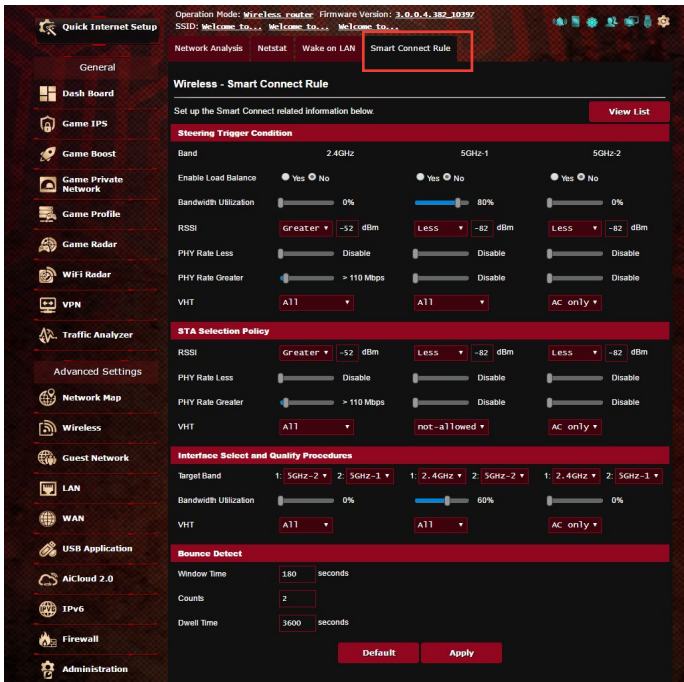 Quick Internet Setup
General
Dash Board
Game IPS
Game Boost
Game Private
Network
Game Profile
Game Radar
WiFi Radar
VPN
Traffic Analyzer
Advanced Settings
Network Map
Wireless
Guest Network
LAN
WAN
USB Application
AiCloud 2.0
IPv6
Firewall
Administration
Operation Mode: Wireless router Firmware Version: 3.0.0.4.382_10397
SSID: Welcome to... Welcome to... Welcome to...
Network Analysis Netstat Wake on LAN Smart Connect Rule
Wireless - Smart Connect Rule
Set up the Smart Connect related information below. View List
Steering Trigger Condition
Band 2.4GHz 5GHz-1 5GHz-2
Enable Load Balance Yes No Yes No Yes No
Bandwidth Utilization 0% 80% 0%
RSSI Greater -52 dBm Less -82 dBm Less -82 dBm
PHY Rate Less Disable Disable Disable
PHY Rate Greater > 110 Mbps Disable Disable
VHT All All AC only
STA Selection Policy
RSSI Greater -52 dBm Less -82 dBm Less -82 dBm
PHY Rate Less Disable Disable Disable
PHY Rate Greater > 110 Mbps Disable Disable
VHT All not-allowed AC only
Interface Select and Qualify Procedures
Target Band 1: 5GHz-2 2: 5GHz-1 1: 2.4GHz 2: 5GHz-2 1: 2.4GHz 2: 5GHz-1
Bandwidth Utilization 0% 60% 0%
VHT All All AC only
Bounce Detect
Window Time 180 seconds
Counts 2
Dwell Time 3600 seconds
Default Apply